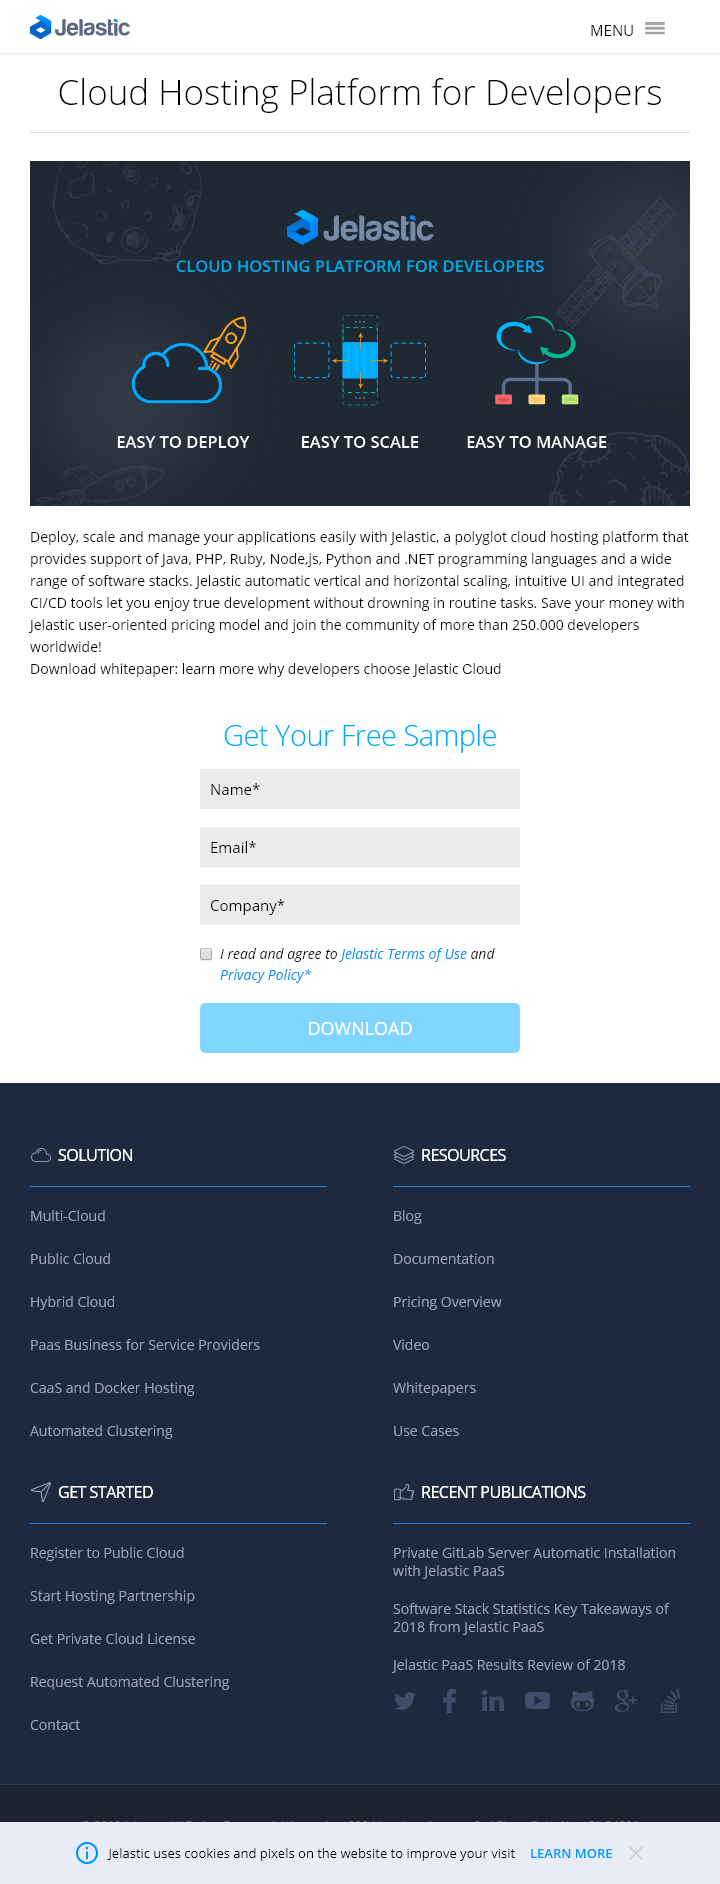 Jelastic
MENU
Cloud Hosting Platform for Developers
Jelastic
CLOUD HOSTING PLATFORM FOR DEVELOPERS
EASY TO DEPLOY
EASY TO SCALE
EASY TO MANAGE
Deploy, scale and manage your applications easily with Jelastic, a polyglot cloud hosting platform that
provides support of Java, PHP, Ruby, Node,js, Python and .NET programming languages and a wide
range of software stacks. Jelastic automatic vertical and horizontal scaling, intuitive UI and integrated
CI/CD tools let you enjoy true development without drowning in routine tasks. Save your money with
Jelastic user-oriented pricing model and join the community of more than 250.000 developers
worldwide!
Download whitepaper: learn more why developers choose Jelastic Cloud
Get Your Free Sample
Name*
Email*
Company*
I read and agree to Jelastic Terms of Use and
Privacy Policy*
DOWNLOAD
SOLUTION
Multi-Cloud
Public Cloud
Hybrid Cloud
Paas Business for Service Providers
CaaS and Docker Hosting
Automated Clustering
RESOURCES
Blog
Documentation
Pricing Overview
Video
Whitepapers
Use Cases
GET STARTED
Register to Public Cloud
Start Hosting Partnership
Get Private Cloud License
Request Automated Clustering
Contact
RECENT PUBLICATIONS
Private GitLab Server Automatic Installation
with Jelastic PaaS
Software Stack Statistics Key Takeaways of
2018 from Jelastic PaaS
Jelastic PaaS Results Review of 2018
Jelastic uses cookies and pixels on the website to improve your visit LEARN MORE